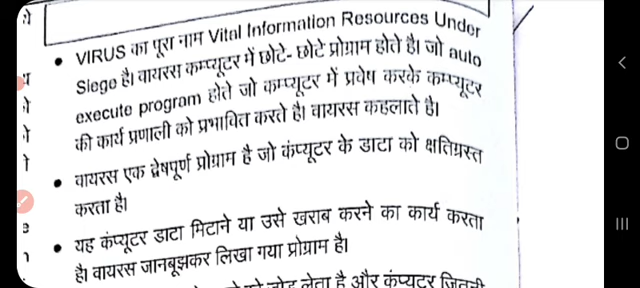 • VIRUS का पूरा नाम Vital Information Resources Under
Siege है। वायरस कम्प्यूटर में छोटे- छोटे प्रोग्राम होते है। जो auto
execute program होते जो कम्प्यूटर में प्रवेष करके कम्प्यूटर
की कार्य प्रणाली को प्रभावित करते है। वायरस कहलाते है।
• वायरस एक द्वेषपूर्ण प्रोग्राम है जो कंप्यूटर के डाटा को क्षतिग्रस्त
करता है।
• यह कंप्यूटर डाटा मिटाने या उसे खराब करने का कार्य करता
है। वायरस जानबूझकर लिखा गया प्रोग्राम है।
लेता है और कंप्यूटर जितनी